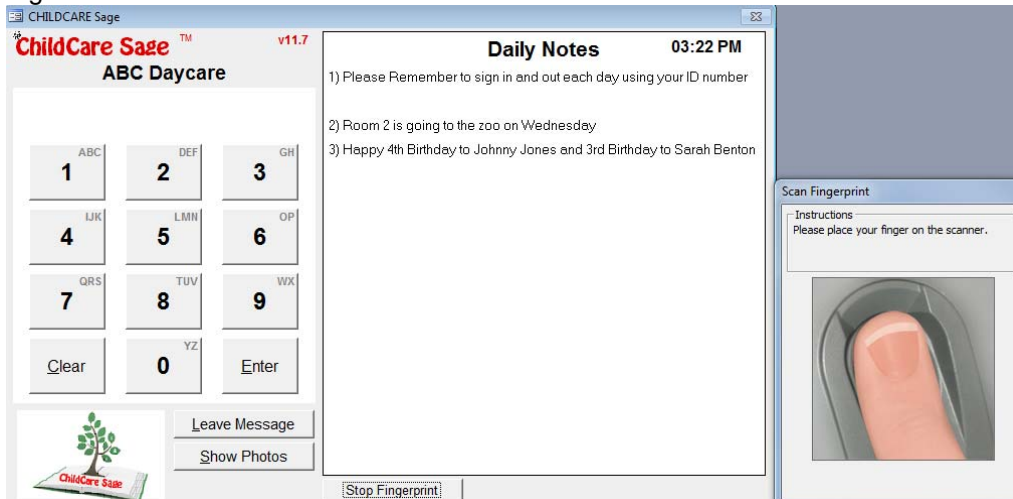 CHILDCARE Sage
ChildCare Sage TM v11.7
ABC Daycare
ABC
1
DEF
2
GH
3
IJK
4
LMN
5
OP
6
QRS
7
TUV
8
WX
9
Clear
YZ
0
Enter
Leave Message
Show Photos
ChildCare Sage
Daily Notes 03:22 PM
1) Please Remember to sign in and out each day using your ID number
2) Room 2 is going to the zoo on Wednesday
3) Happy 4th Birthday to Johnny Jones and 3rd Birthday to Sarah Benton
Stop Fingerprint
Scan Fingerprint
Instructions
Please place your finger on the scanner.